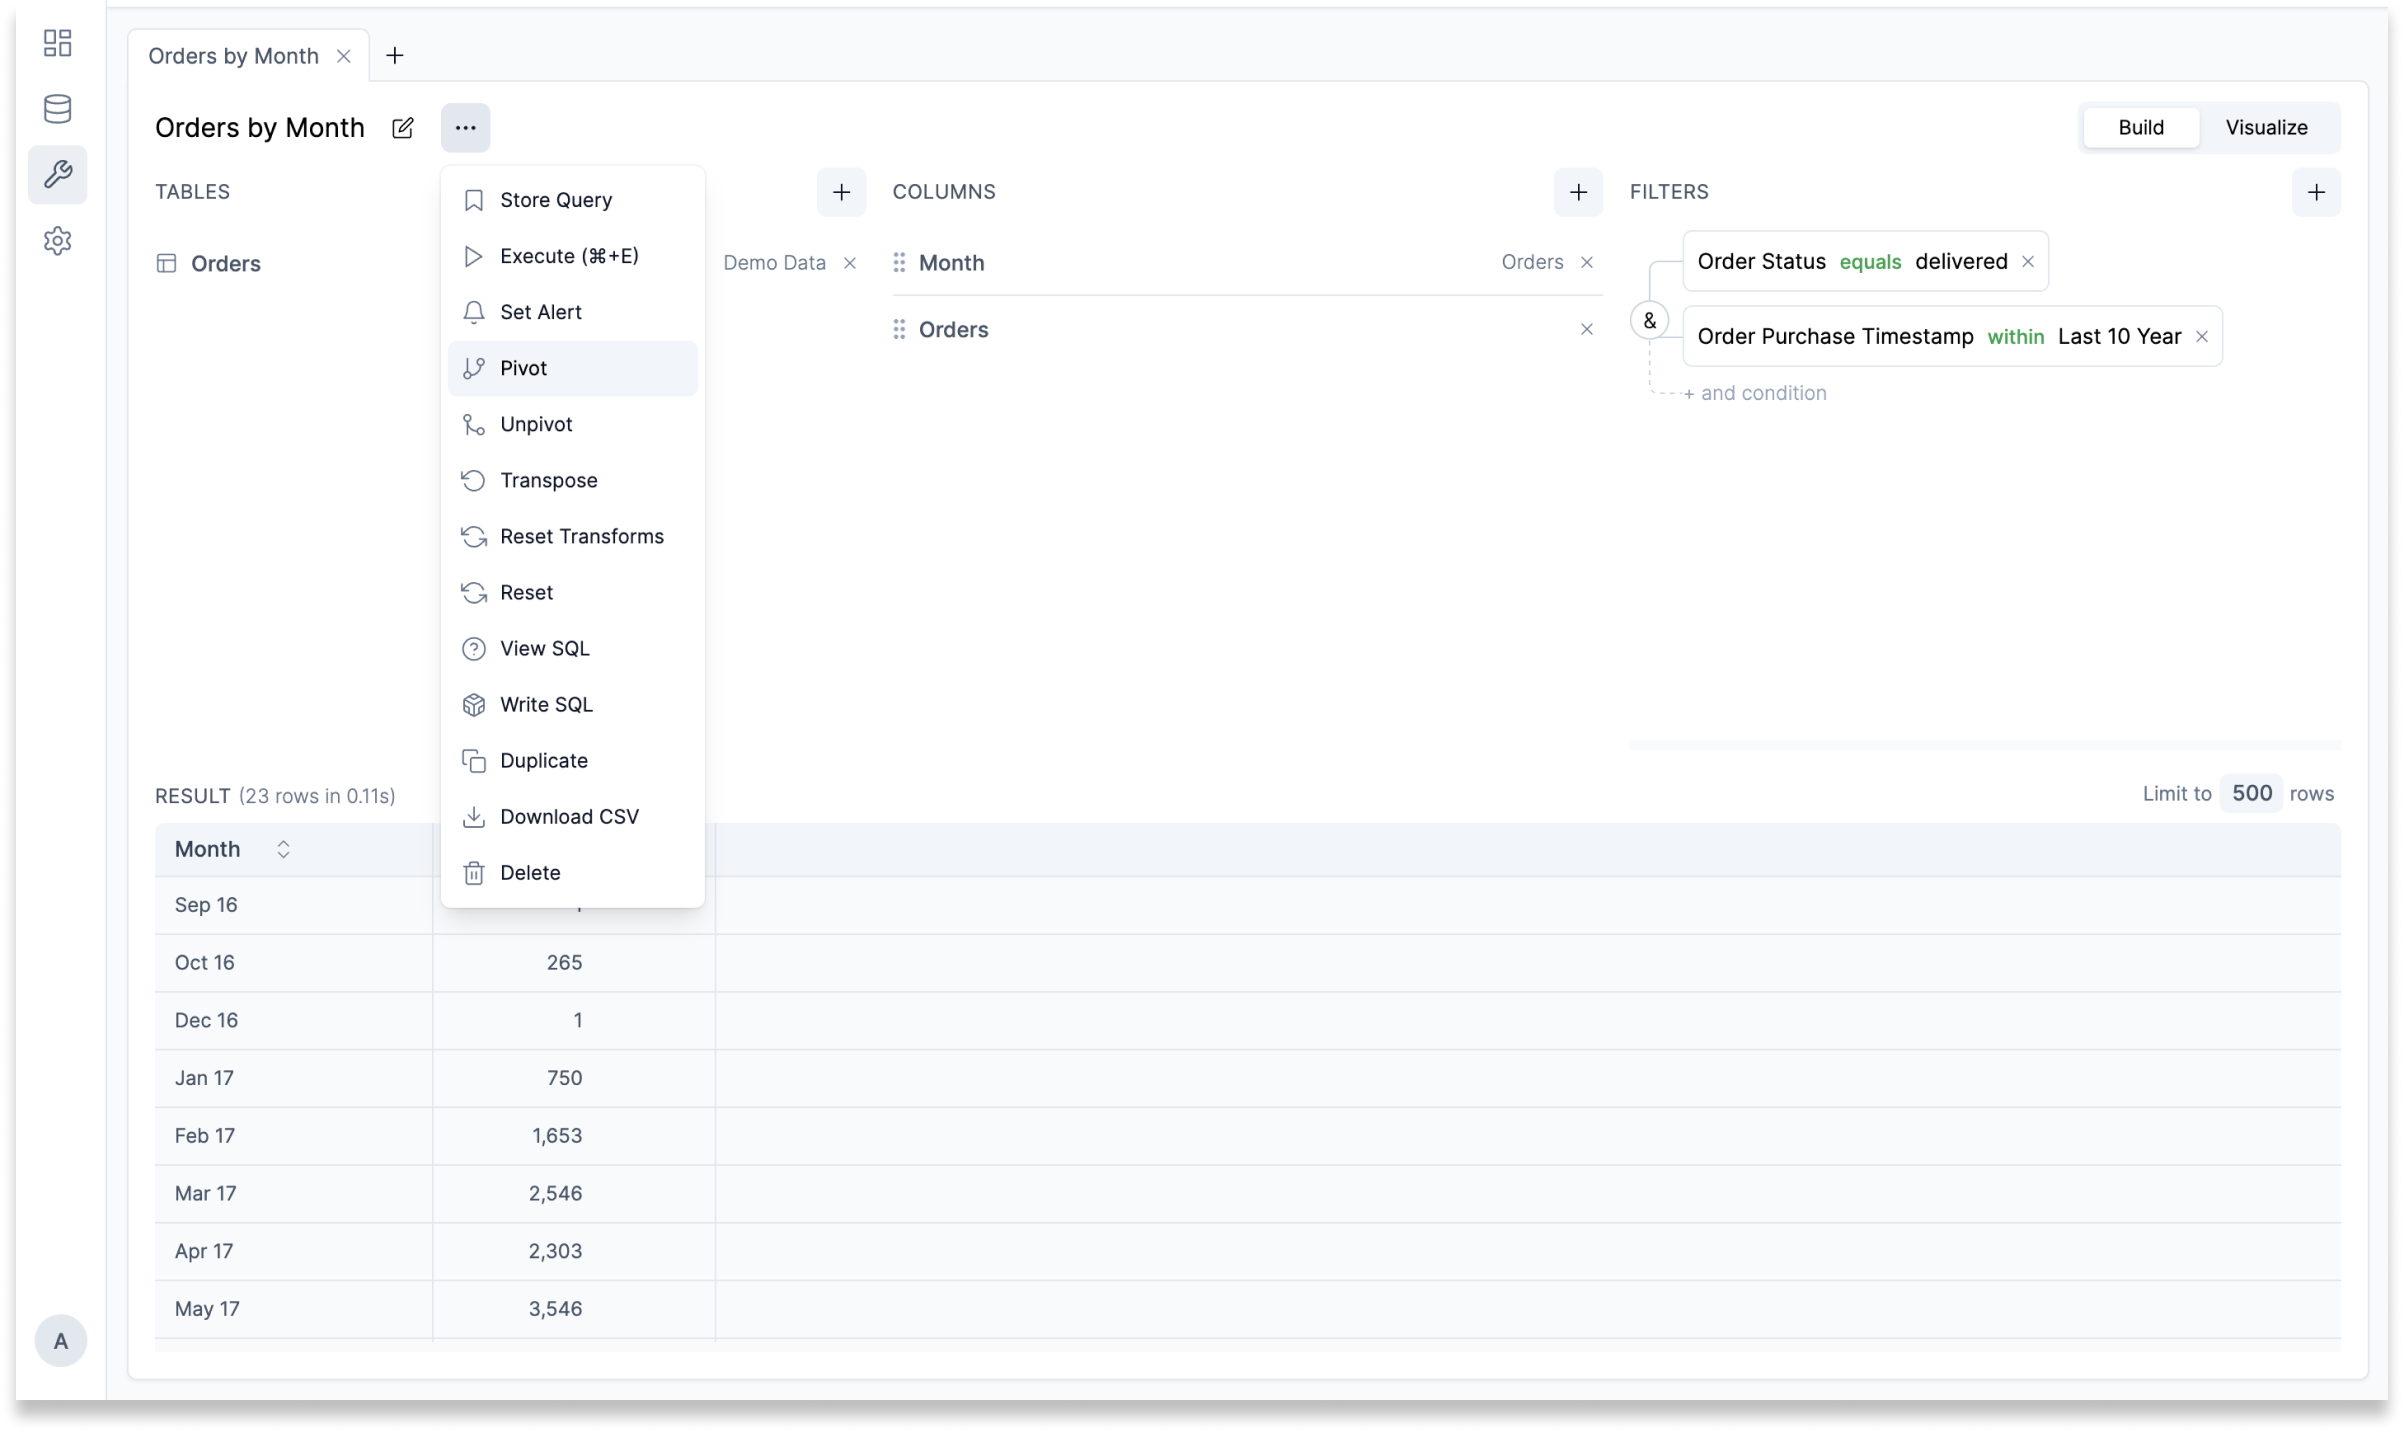 Orders by Month
Orders by Month
Build
Visualize
TABLES
Orders
Demo Data
Store Query
Execute (⌘+E)
Set Alert
Pivot
Unpivot
Transpose
Reset Transforms
Reset
View SQL
Write SQL
Duplicate
Download CSV
Delete
COLUMNS
Month
Orders
Orders
FILTERS
Order Status equals delivered
&
Order Purchase Timestamp within Last 10 Year
+ and condition
RESULT (23 rows in 0.11s)
Limit to 500 rows
Month
Sep 16
Oct 16 265
Dec 16 1
Jan 17 750
Feb 17 1,653
Mar 17 2,546
Apr 17 2,303
May 17 3,546
A